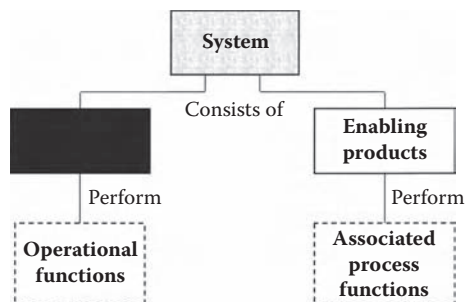 System
Consists of
Enabling
products
Perform
Perform
Operational
functions
Associated
process
functions